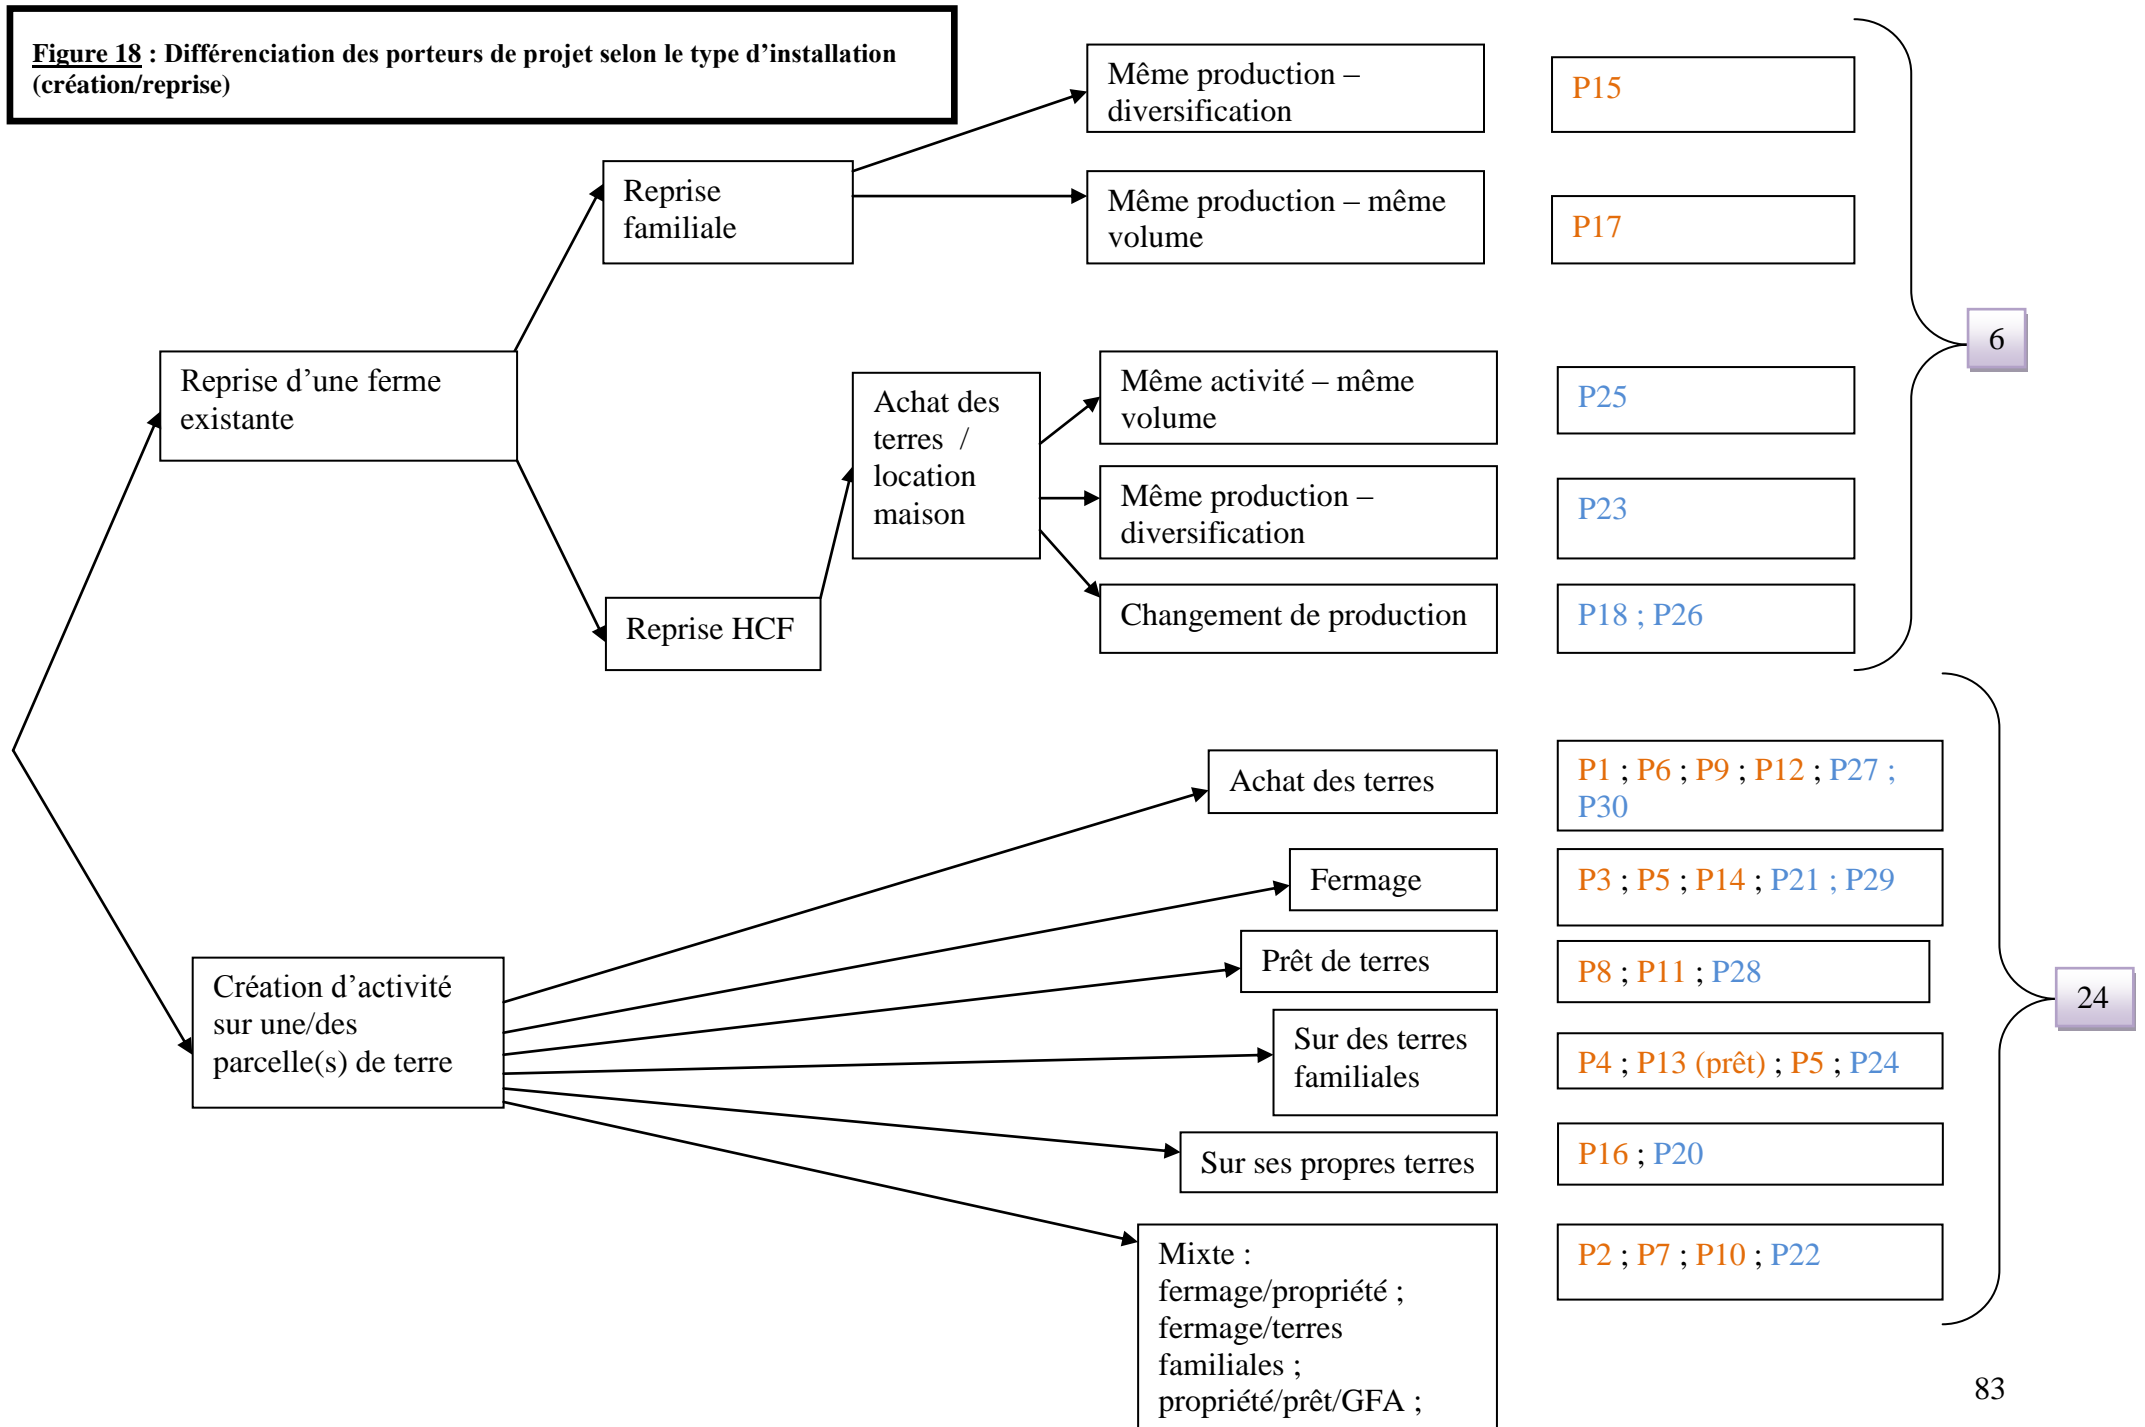 Figure 18 : Différenciation des porteurs de projet selon le type d’installation
(création/reprise)
Même production –
diversification
P15
Reprise
familiale
Même production – même
volume
P17
6
Reprise d’une ferme
existante
Achat des
terres /
location
maison
Même activité – même
volume
P25
Même production –
diversification
P23
Reprise HCF
Changement de production
P18 ; P26
Achat des terres
P1 ; P6 ; P9 ; P12 ; P27 ;
P30
Fermage
P3 ; P5 ; P14 ; P21 ; P29
Création d’activité
sur une/des
parcelle(s) de terre
Prêt de terres
P8 ; P11 ; P28
24
Sur des terres
familiales
P4 ; P13 (prêt) ; P5 ; P24
Sur ses propres terres
P16 ; P20
Mixte :
fermage/propriété ;
fermage/terres
familiales ;
propriété/prêt/GFA ;
P2 ; P7 ; P10 ; P22
83